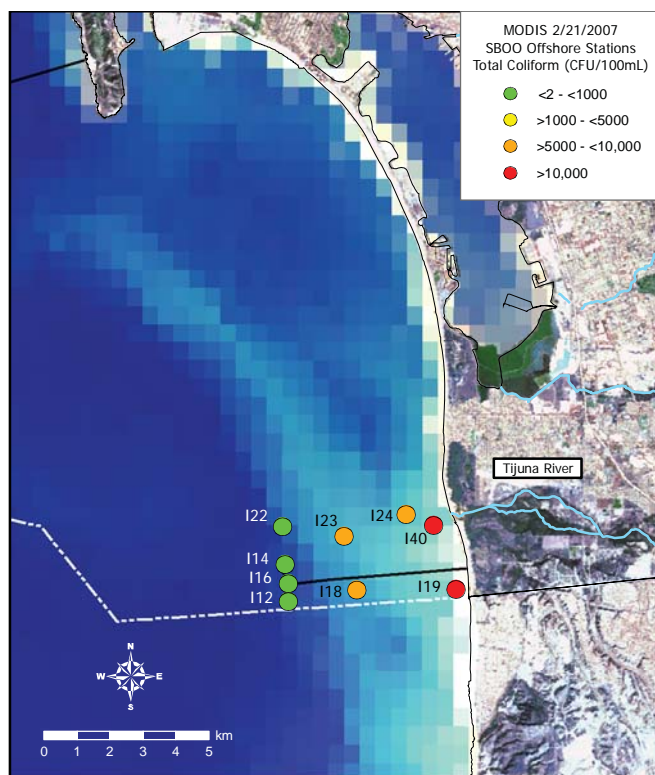 MODIS 2/21/2007
SBOO Offshore Stations
Total Coliform (CFU/100mL)
<2 - <1000
>1000 - <5000
>5000 - <10,000
>10,000
Tijuna River
I22
I23
I24
I40
I14
I16
I12
I18
I19
N
W E
S
km
0 1 2 3 4 5